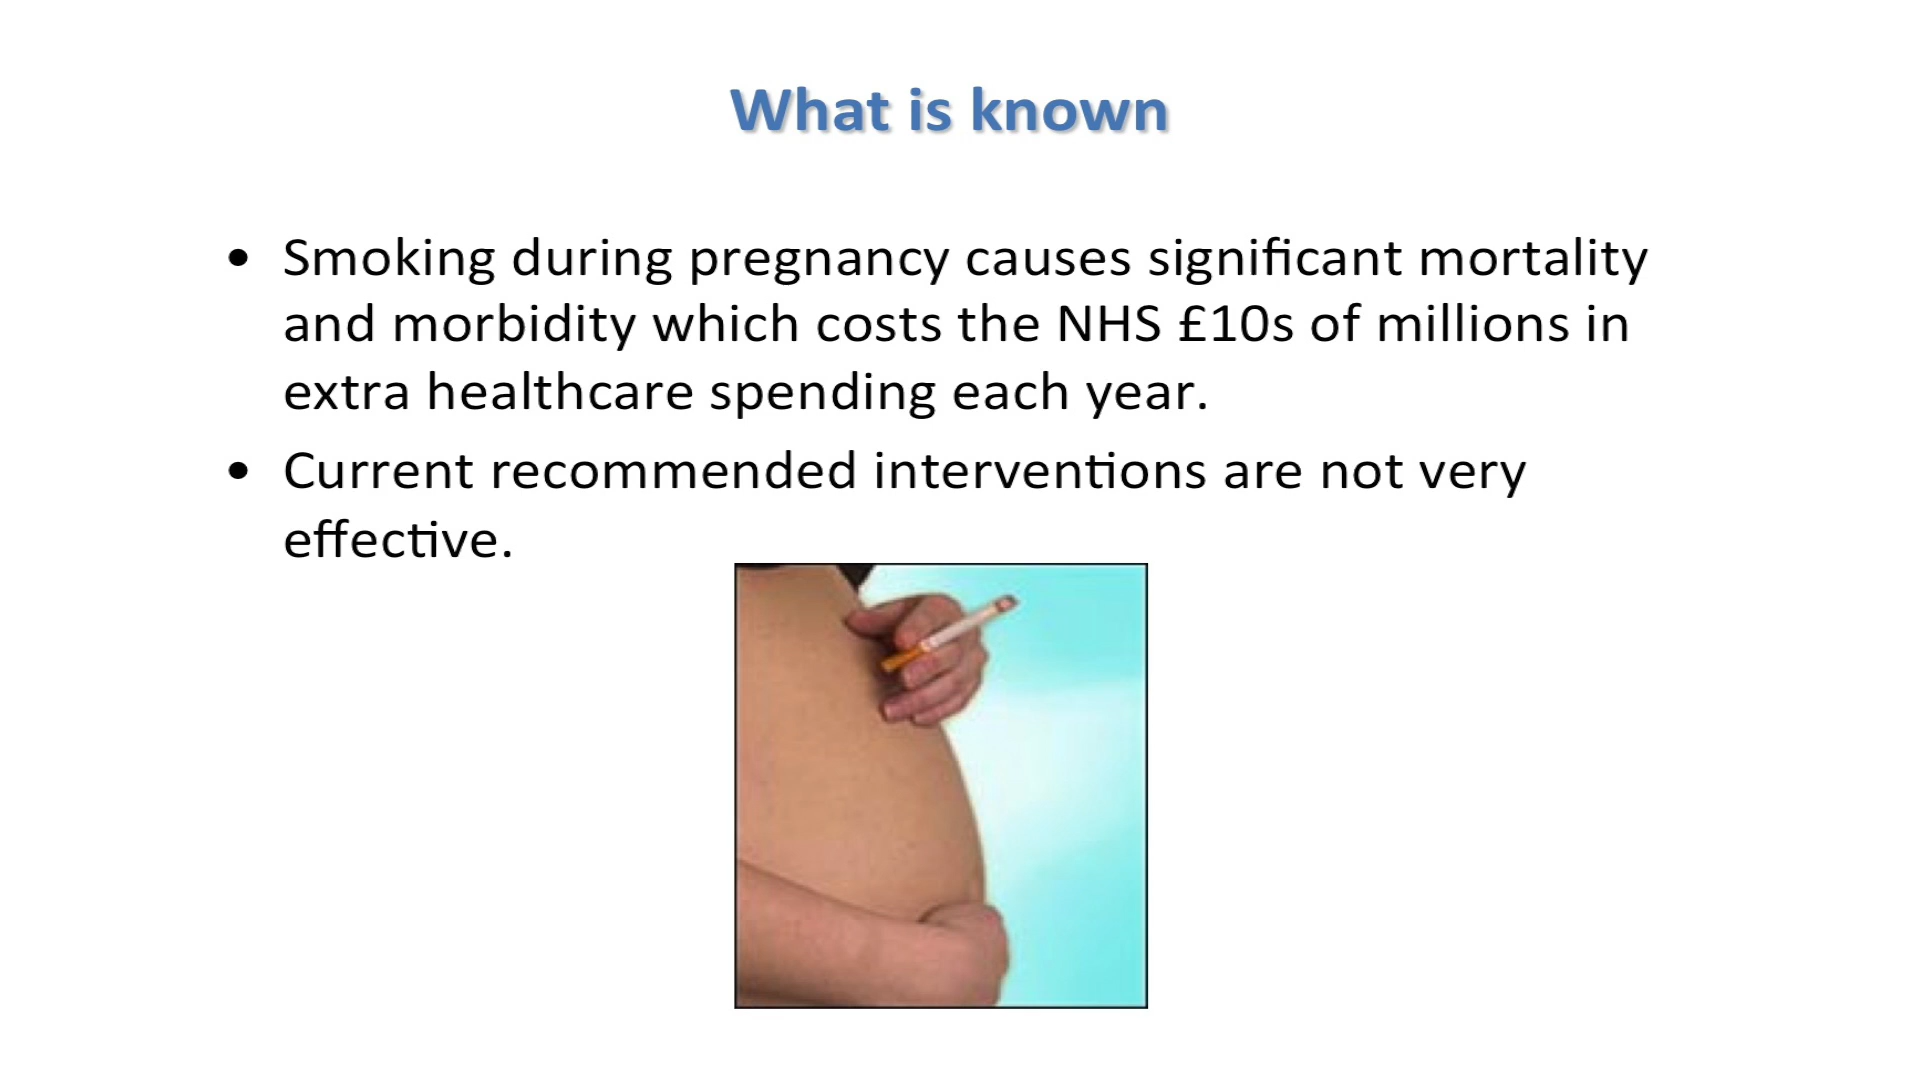 What is known
• Smoking during pregnancy causes significant mortality
and morbidity which costs the NHS £10s of millions in
extra healthcare spending each year.
• Current recommended interventions are not very
effective.